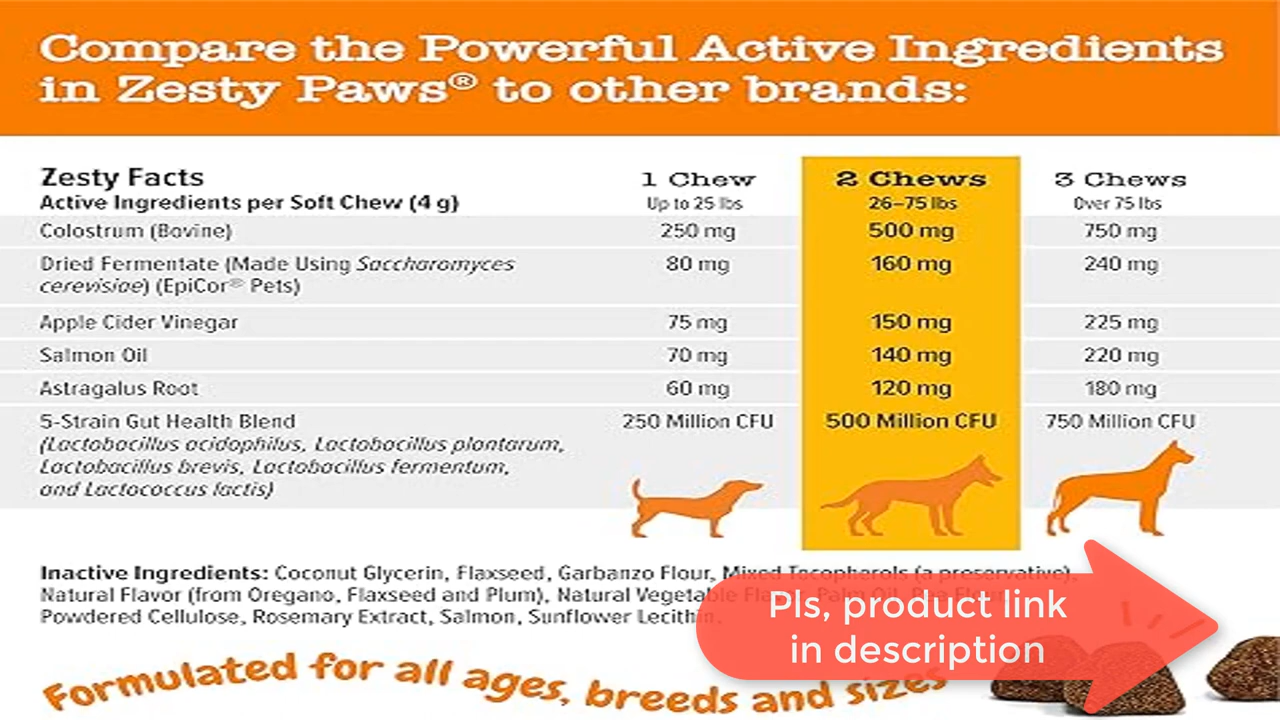 Compare the Powerful Active Ingredients
in Zesty Paws® to other brands:
Zesty Facts
Active Ingredients per Soft Chew (4 g)
1 Chew
Up to 25 lbs
2 Chews
26–75 lbs
3 Chews
Over 75 lbs
Colostrum (Bovine) 250 mg 500 mg 750 mg
Dried Fermentate (Made Using Saccharomyces 80 mg 160 mg 240 mg
cerevisiae) (EpiCor® Pets)
Apple Cider Vinegar 75 mg 150 mg 225 mg
Salmon Oil 70 mg 140 mg 220 mg
Astragalus Root 60 mg 120 mg 180 mg
5-Strain Gut Health Blend 250 Million CFU 500 Million CFU 750 Million CFU
(Lactobacillus acidophilus, Lactobacillus plantarum,
Lactobacillus brevis, Lactobacillus fermentum,
and Lactococcus lactis)
Inactive Ingredients: Coconut Glycerin, Flaxseed, Garbanzo Flour, Mixed Tocopherols (a preservative),
Natural Flavor (from Oregano, Flaxseed and Plum), Natural Vegetable Flavor, Palm Oil,
Powdered Cellulose, Rosemary Extract, Salmon, Sunflower Lecithin.
Pls, product link
in description
Formulated for all ages, breeds and sizes